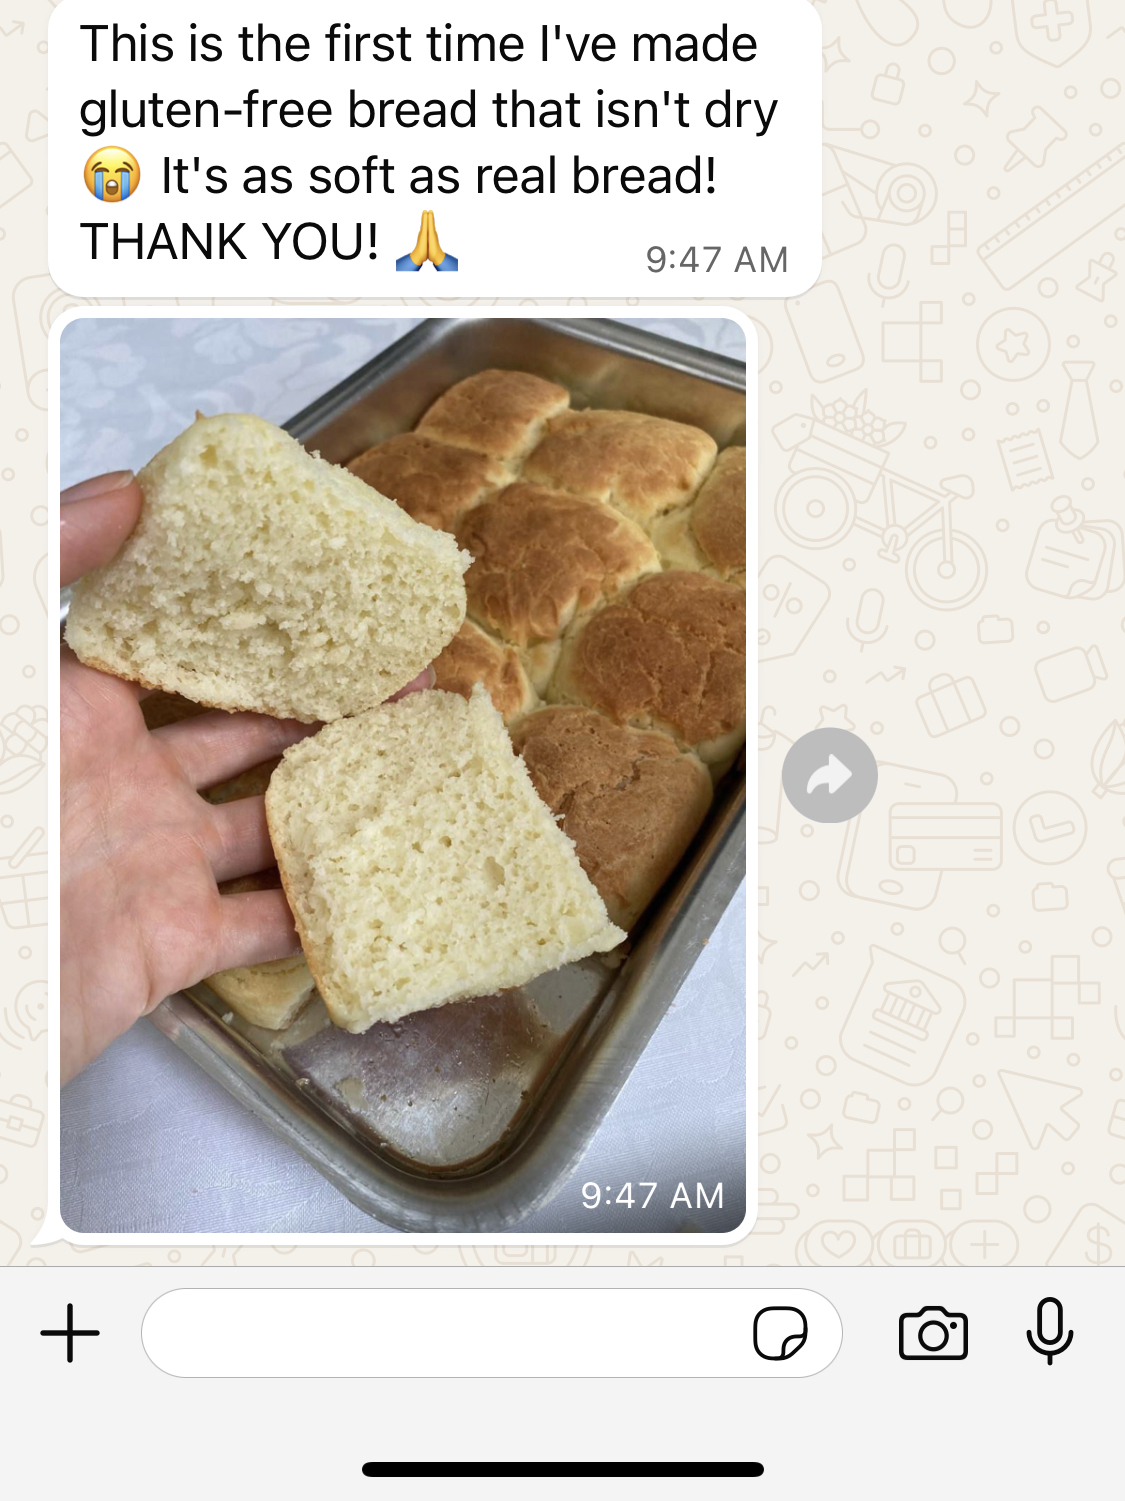 This is the first time I've made
gluten-free bread that isn't dry
😭 It's as soft as real bread!
THANK YOU! 🙏
9:47 AM
9:47 AM